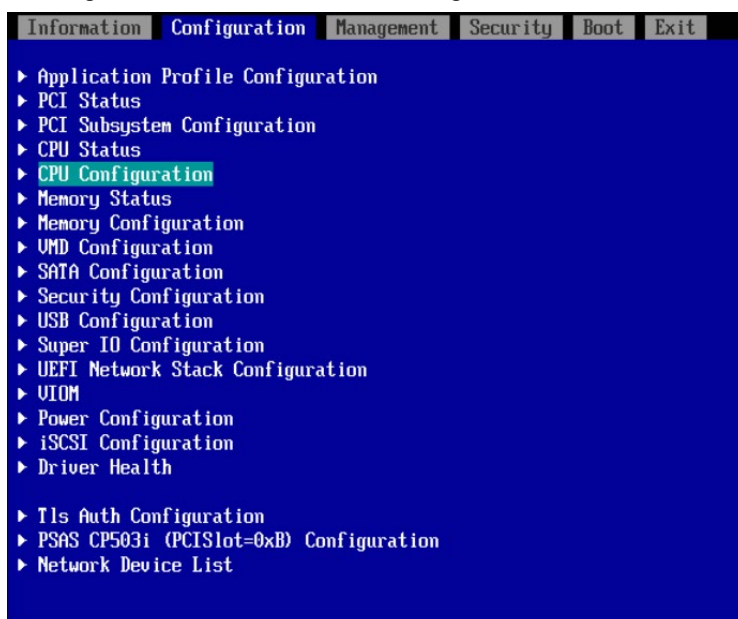 Information Configuration Management Security Boot Exit
▶ Application Profile Configuration
▶ PCI Status
▶ PCI Subsystem Configuration
▶ CPU Status
▶ CPU Configuration
▶ Memory Status
▶ Memory Configuration
▶ VMD Configuration
▶ SATA Configuration
▶ Security Configuration
▶ USB Configuration
▶ Super IO Configuration
▶ UEFI Network Stack Configuration
▶ VIOM
▶ Power Configuration
▶ iSCSI Configuration
▶ Driver Health
▶ Tls Auth Configuration
▶ PSAS CP503i (PCISlot=0xB) Configuration
▶ Network Device List